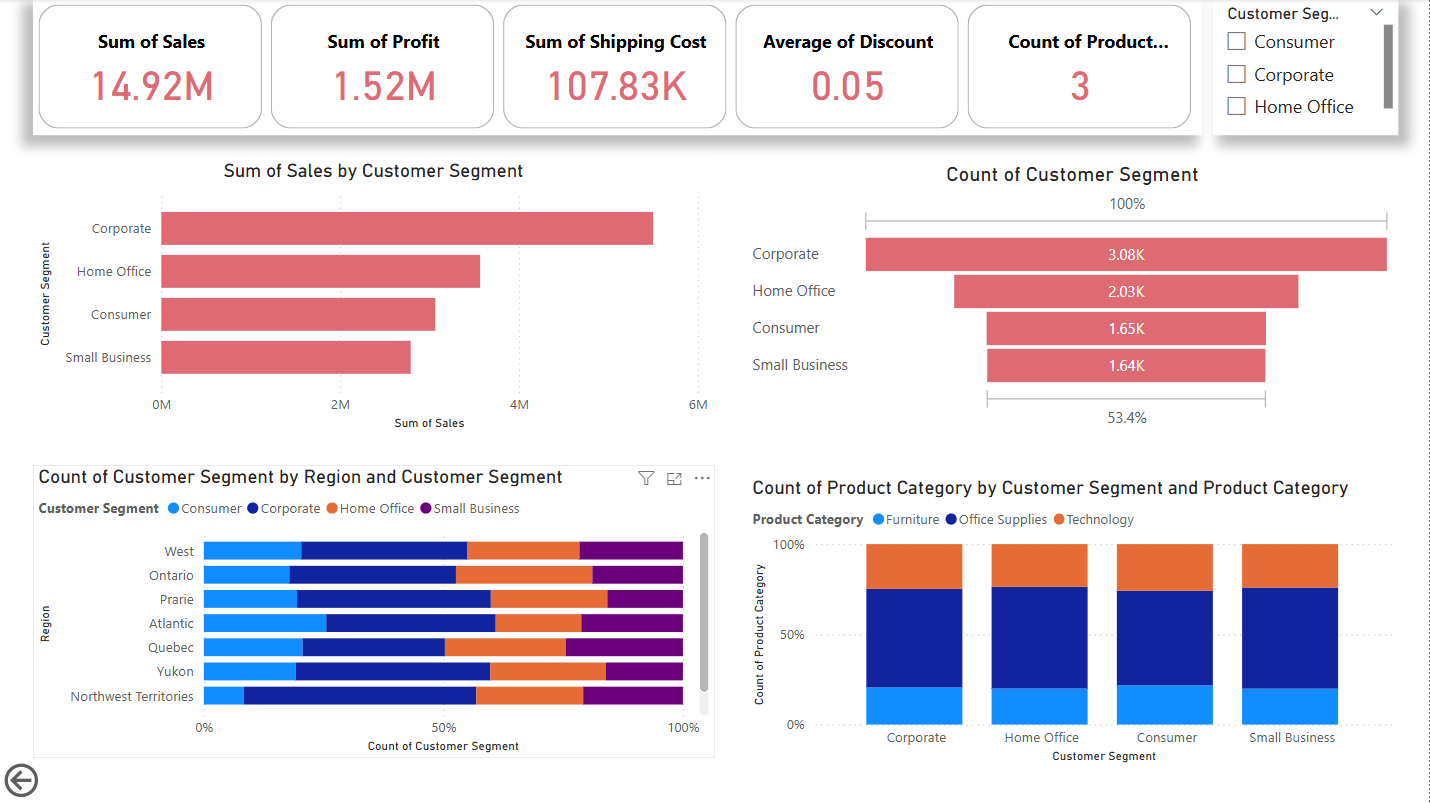 Sum of Sales
14.92M
Sum of Profit
1.52M
Sum of Shipping Cost
107.83K
Average of Discount
0.05
Count of Product...
3
Customer Seg...
Consumer
Corporate
Home Office
Sum of Sales by Customer Segment
Customer Segment
Corporate
Home Office
Consumer
Small Business
0M 2M 4M 6M
Sum of Sales
Count of Customer Segment
100%
Corporate 3.08K
Home Office 2.03K
Consumer 1.65K
Small Business 1.64K
53.4%
Count of Customer Segment by Region and Customer Segment
Customer Segment Consumer Corporate Home Office Small Business
Region
West
Ontario
Prarie
Atlantic
Quebec
Yukon
Northwest Territories
0% 50% 100%
Count of Customer Segment
Count of Product Category by Customer Segment and Product Category
Product Category Furniture Office Supplies Technology
Count of Product Category
100%
50%
0%
Corporate Home Office Consumer Small Business
Customer Segment